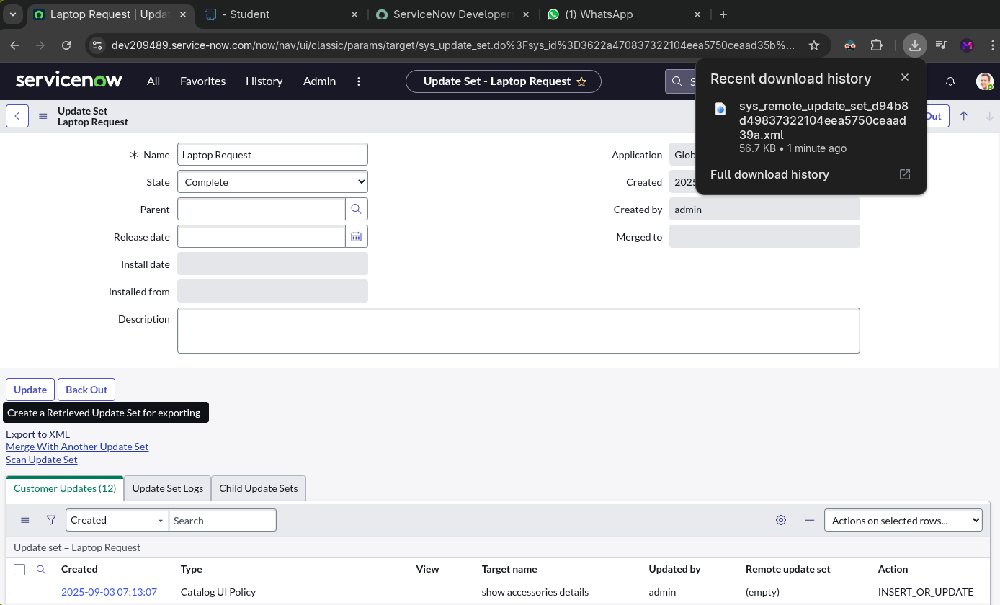 Laptop Request | Updat
- Student
ServiceNow Developers
(1) WhatsApp
dev209489.service-now.com/now/nav/ui/classic/params/target/sys_update_set.do%3Fsys_id%3D3622a470837322104eea5750ceaad35b%...
servicenow
All
Favorites
History
Admin
Update Set - Laptop Request
S
Recent download history
sys_remote_update_set_d94b8
d49837322104eea5750ceaad
39a.xml
56.7 KB • 1 minute ago
Full download history
Update Set
Laptop Request
Out
Name
Laptop Request
Application
Glob
State
Complete
Created
2025
Parent
Created by
admin
Release date
Merged to
Install date
Installed from
Description
Update
Back Out
Create a Retrieved Update Set for exporting
Export to XML
Merge With Another Update Set
Scan Update Set
Customer Updates (12)
Update Set Logs
Child Update Sets
Created
Search
Actions on selected rows...
Update set = Laptop Request
Created
Type
View
Target name
Updated by
Remote update set
Action
2025-09-03 07:13:07
Catalog UI Policy
show accessories details
admin
(empty)
INSERT_OR_UPDATE